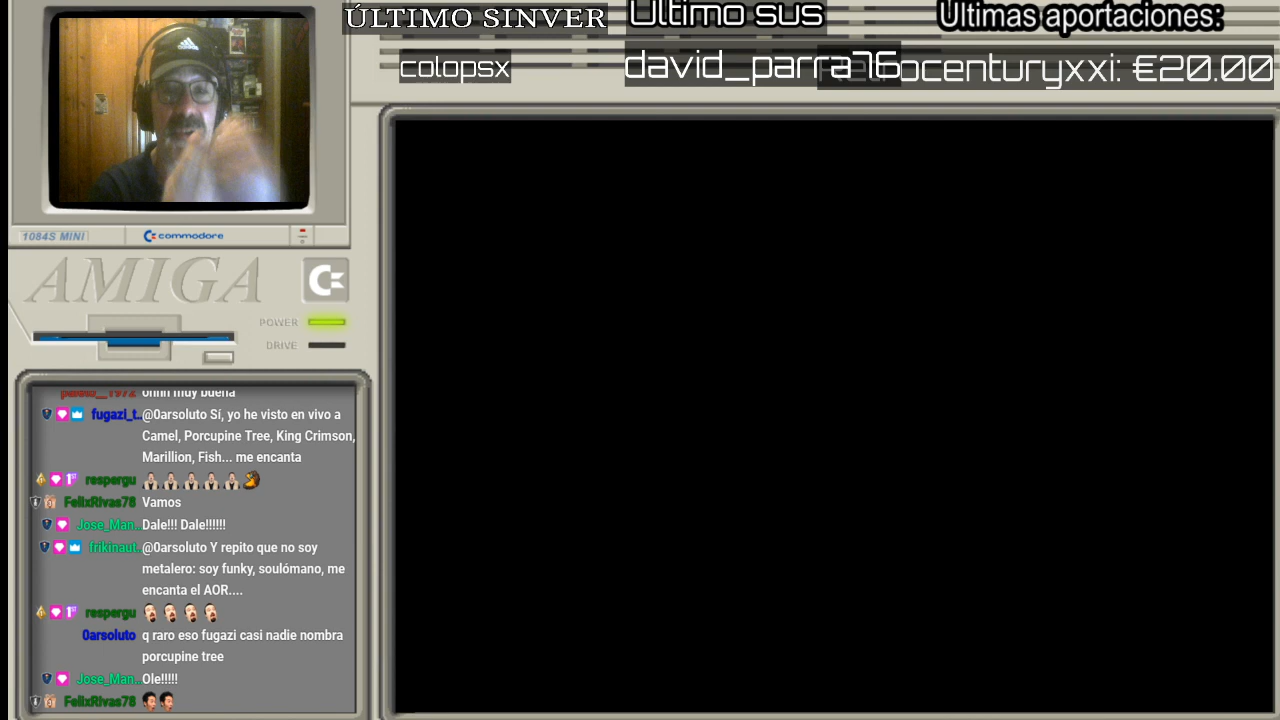 ÚLTIMO SINVER
Último sus
Últimas aportaciones:
colopsx
david_parra76
ocenturyxxi: €20.00
1084S MINI
commodore
AMIGA
POWER
DRIVE
ohhh muy buena
fugazi_t.. @0arsoluto Sí, yo he visto en vivo a
Camel, Porcupine Tree, King Crimson,
Marillion, Fish... me encanta
respergu
FelixRivas78 Vamos
Jose_Man.. Dale!!! Dale!!!!!!
frikinaut.. @0arsoluto Y repito que no soy
metalero: soy funky, soulómano, me
encanta el AOR....
respergu
0arsoluto q raro eso fugazi casi nadie nombra
porcupine tree
Jose_Man.. Ole!!!!!
FelixRivas78